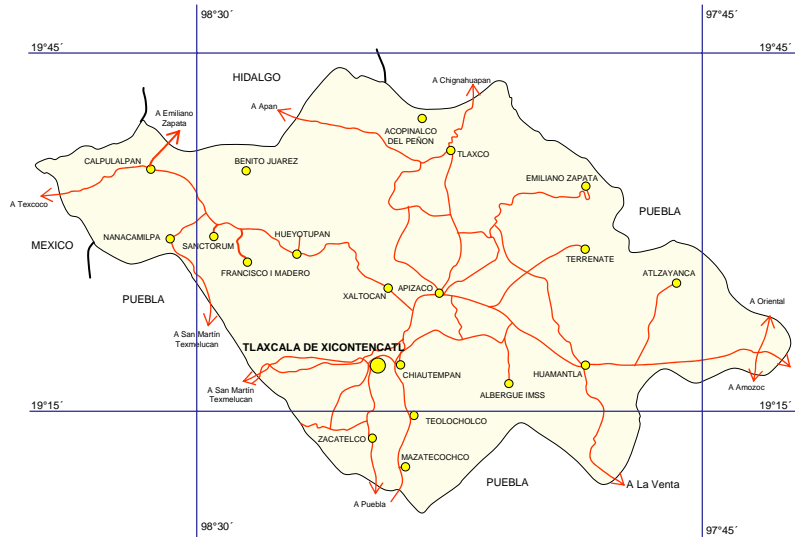 98°30´
97°45´
19°45´
19°45´
HIDALGO
A Chignahuapan
A Apan
A Emiliano
Zapata
ACOPINALCO
DEL PEÑON
TLAXCO
CALPULALPAN
BENITO JUAREZ
EMILIANO ZAPATA
A Texcoco
PUEBLA
NANACAMILPA
HUEYOTUPAN
MEXICO
SANCTORUM
TERRENATE
FRANCISCO I MADERO
ATLZAYANCA
XALTOCAN
APIZACO
PUEBLA
A Oriental
A San Martín
Texmelucan
TLAXCALA DE XICONTENCATL
CHIAUTEMPAN
HUAMANTLA
A San Martín
Texmelucan
ALBERGUE IMSS
A Amozoc
19°15´
19°15´
TEOLOCHOLCO
ZACATELCO
MAZATECOCHCO
PUEBLA
A La Venta
A Puebla
98°30´
97°45´